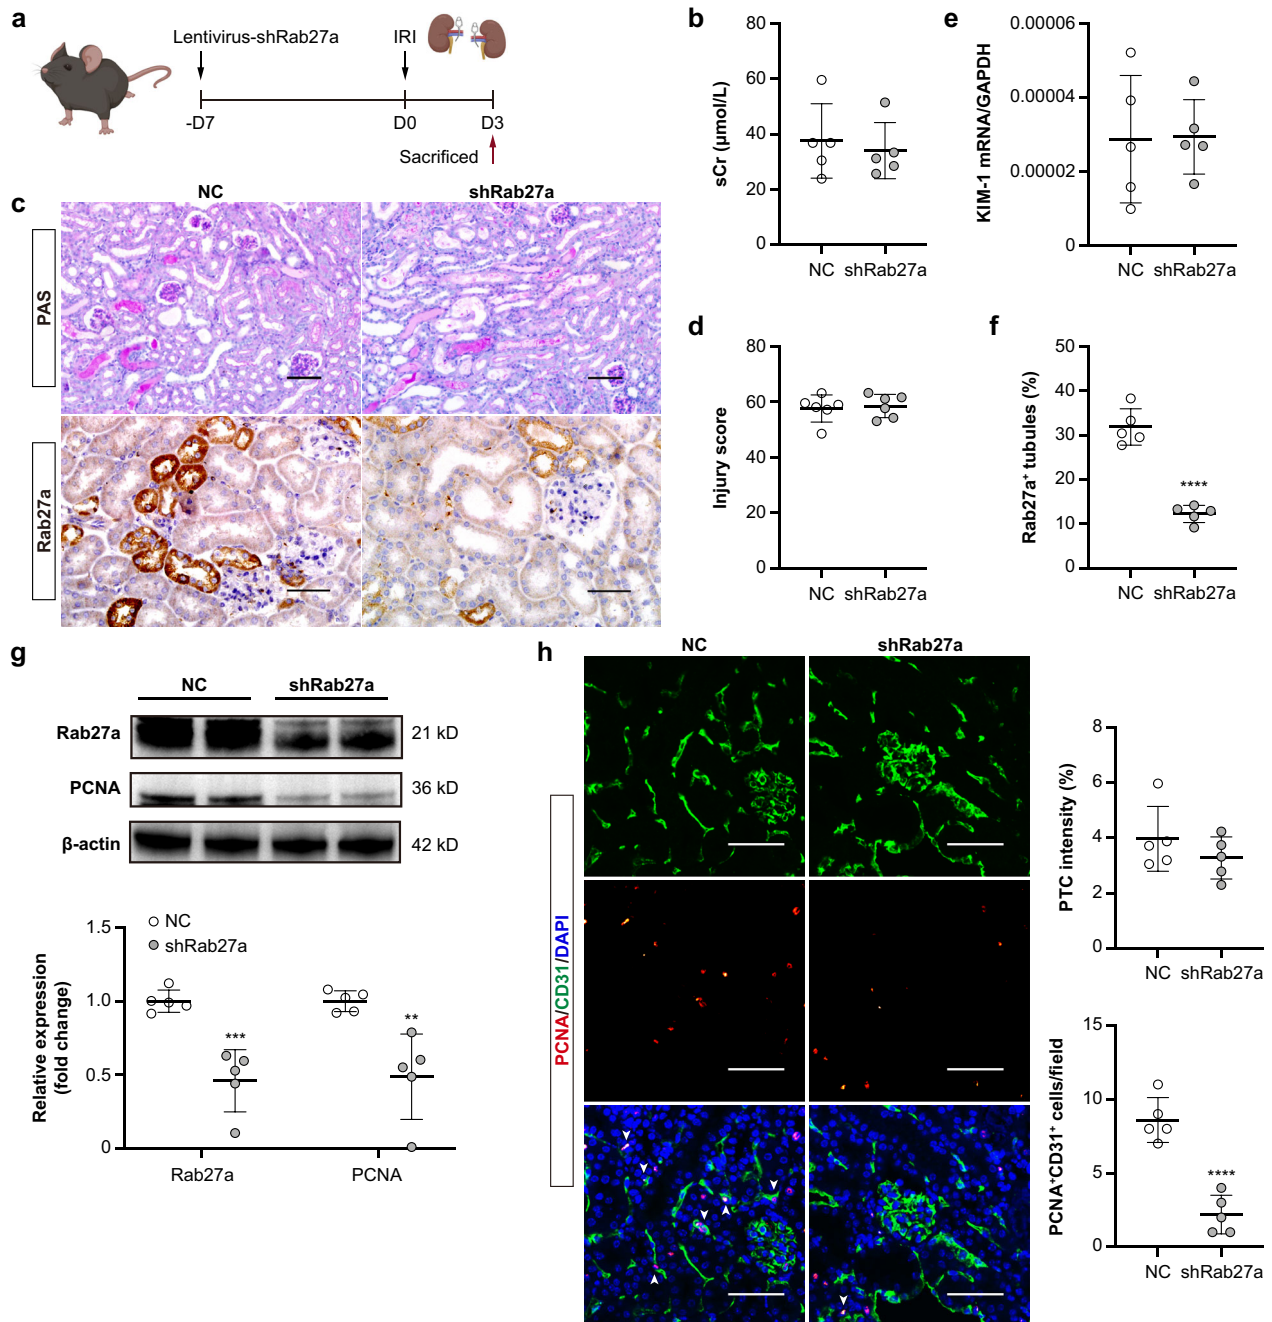 a
Lentivirus-shRab27a
IRI
-D7
D0
D3
Sacrificed
b
sCr (μmol/L)
80
60
40
20
0
NC
shRab27a
e
KIM-1 mRNA/GAPDH
0.00006
0.00004
0.00002
0
NC
shRab27a
c
NC
shRab27a
PAS
Rab27a
d
Injury score
80
60
40
20
0
NC
shRab27a
f
Rab27a⁺ tubules (%)
50
40
30
20
10
0
****
NC
shRab27a
g
NC
shRab27a
Rab27a
21 kD
PCNA
36 kD
β-actin
42 kD
Relative expression
(fold change)
1.5
1.0
0.5
0
NC
shRab27a
***
**
Rab27a
PCNA
h
NC
shRab27a
PCNA/CD31/DAPI
PTC intensity (%)
8
6
4
2
0
NC
shRab27a
PCNA⁺CD31⁺ cells/field
15
10
5
0
****
NC
shRab27a